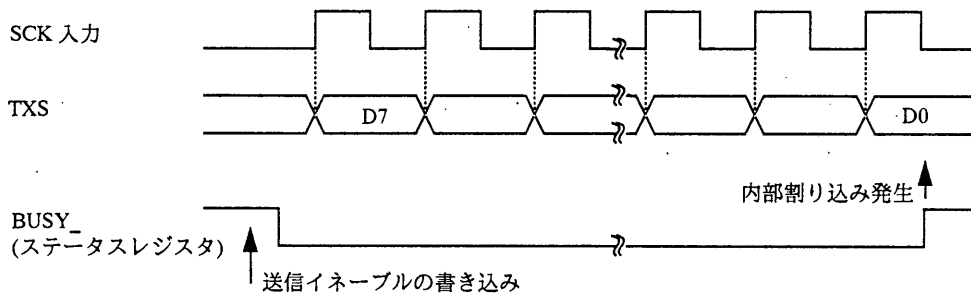 SCK 入力
TXS
D7
D0
内部割り込み発生
BUSY_
(ステータスレジスタ)
送信イネーブルの書き込み